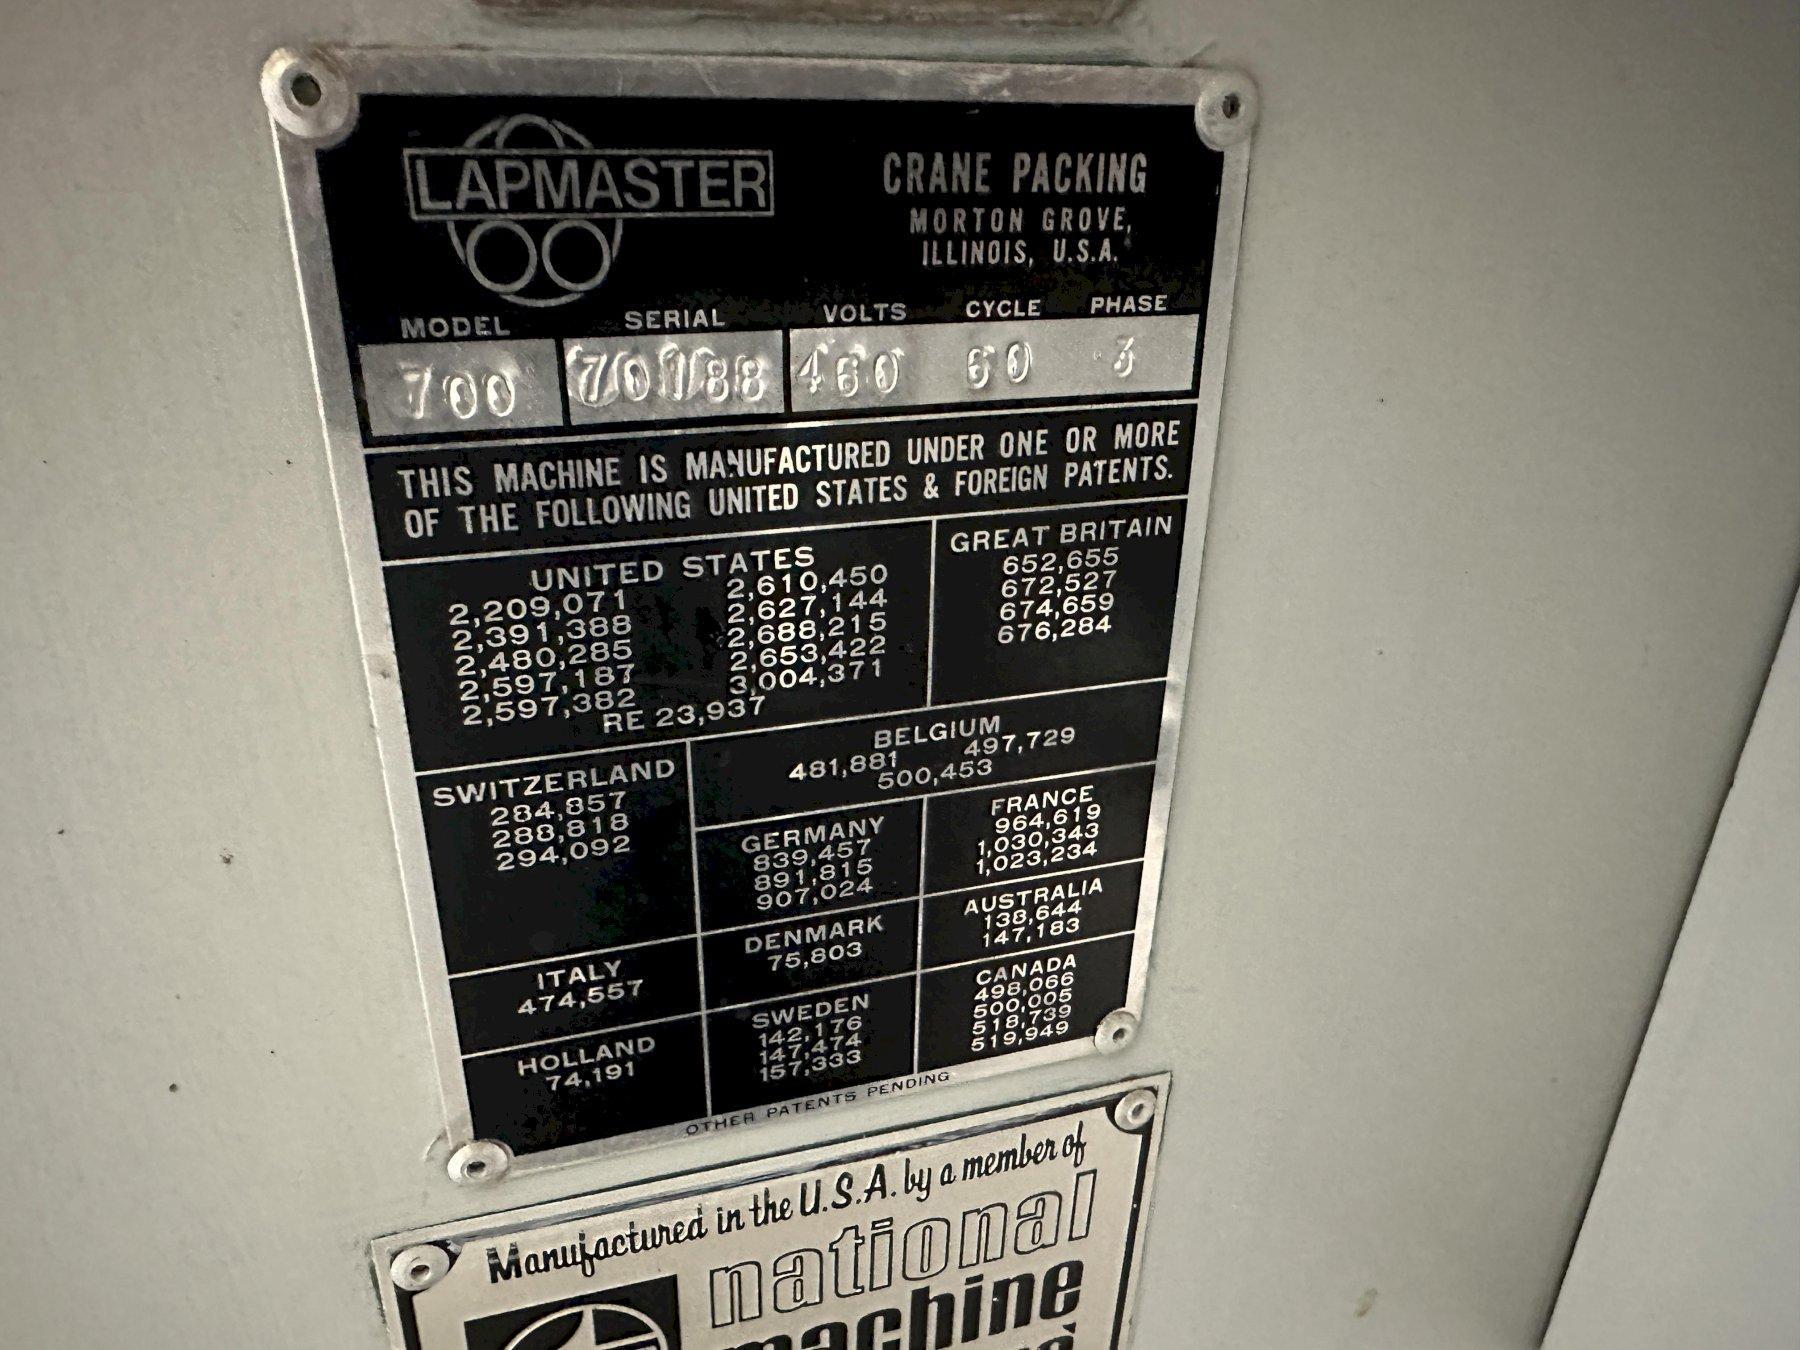 LAPMASTER
CRANE PACKING
MORTON GROVE,
ILLINOIS, U.S.A.
MODEL SERIAL VOLTS CYCLE PHASE
700 70188 460 60 3
THIS MACHINE IS MANUFACTURED UNDER ONE OR MORE
OF THE FOLLOWING UNITED STATES & FOREIGN PATENTS.
UNITED STATES
2,209,071 2,610,450
2,391,388 2,627,144
2,480,285 2,688,215
2,597,187 2,653,422
2,597,382 3,004,371
RE 23,937
GREAT BRITAIN
652,655
672,527
674,659
676,284
SWITZERLAND
284,857
288,818
294,092
BELGIUM
481,881 497,729
500,453
GERMANY
839,457
891,815
907,024
FRANCE
964,619
1,030,343
1,023,234
AUSTRALIA
138,644
147,183
ITALY
474,557
DENMARK
75,803
HOLLAND
74,191
SWEDEN
142,176
147,474
157,333
CANADA
498,066
500,005
518,739
519,949
OTHER PATENTS PENDING
Manufactured in the U.S.A. by a member of
national
machine